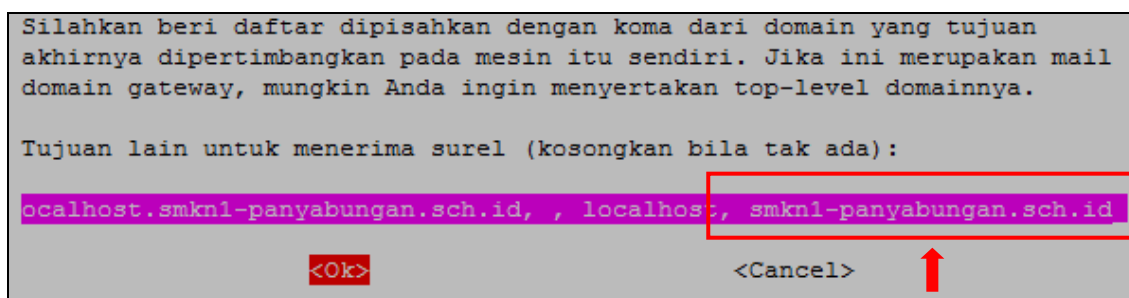 Silahkan beri daftar dipisahkan dengan koma dari domain yang tujuan
akhirnya dipertimbangkan pada mesin itu sendiri. Jika ini merupakan mail
domain gateway, mungkin Anda ingin menyertakan top-level domainnya.
Tujuan lain untuk menerima surel (kosongkan bila tak ada):
ocalhost.smkn1-panyabungan.sch.id, , localhost, smkn1-panyabungan.sch.id_
<Ok> <Cancel>